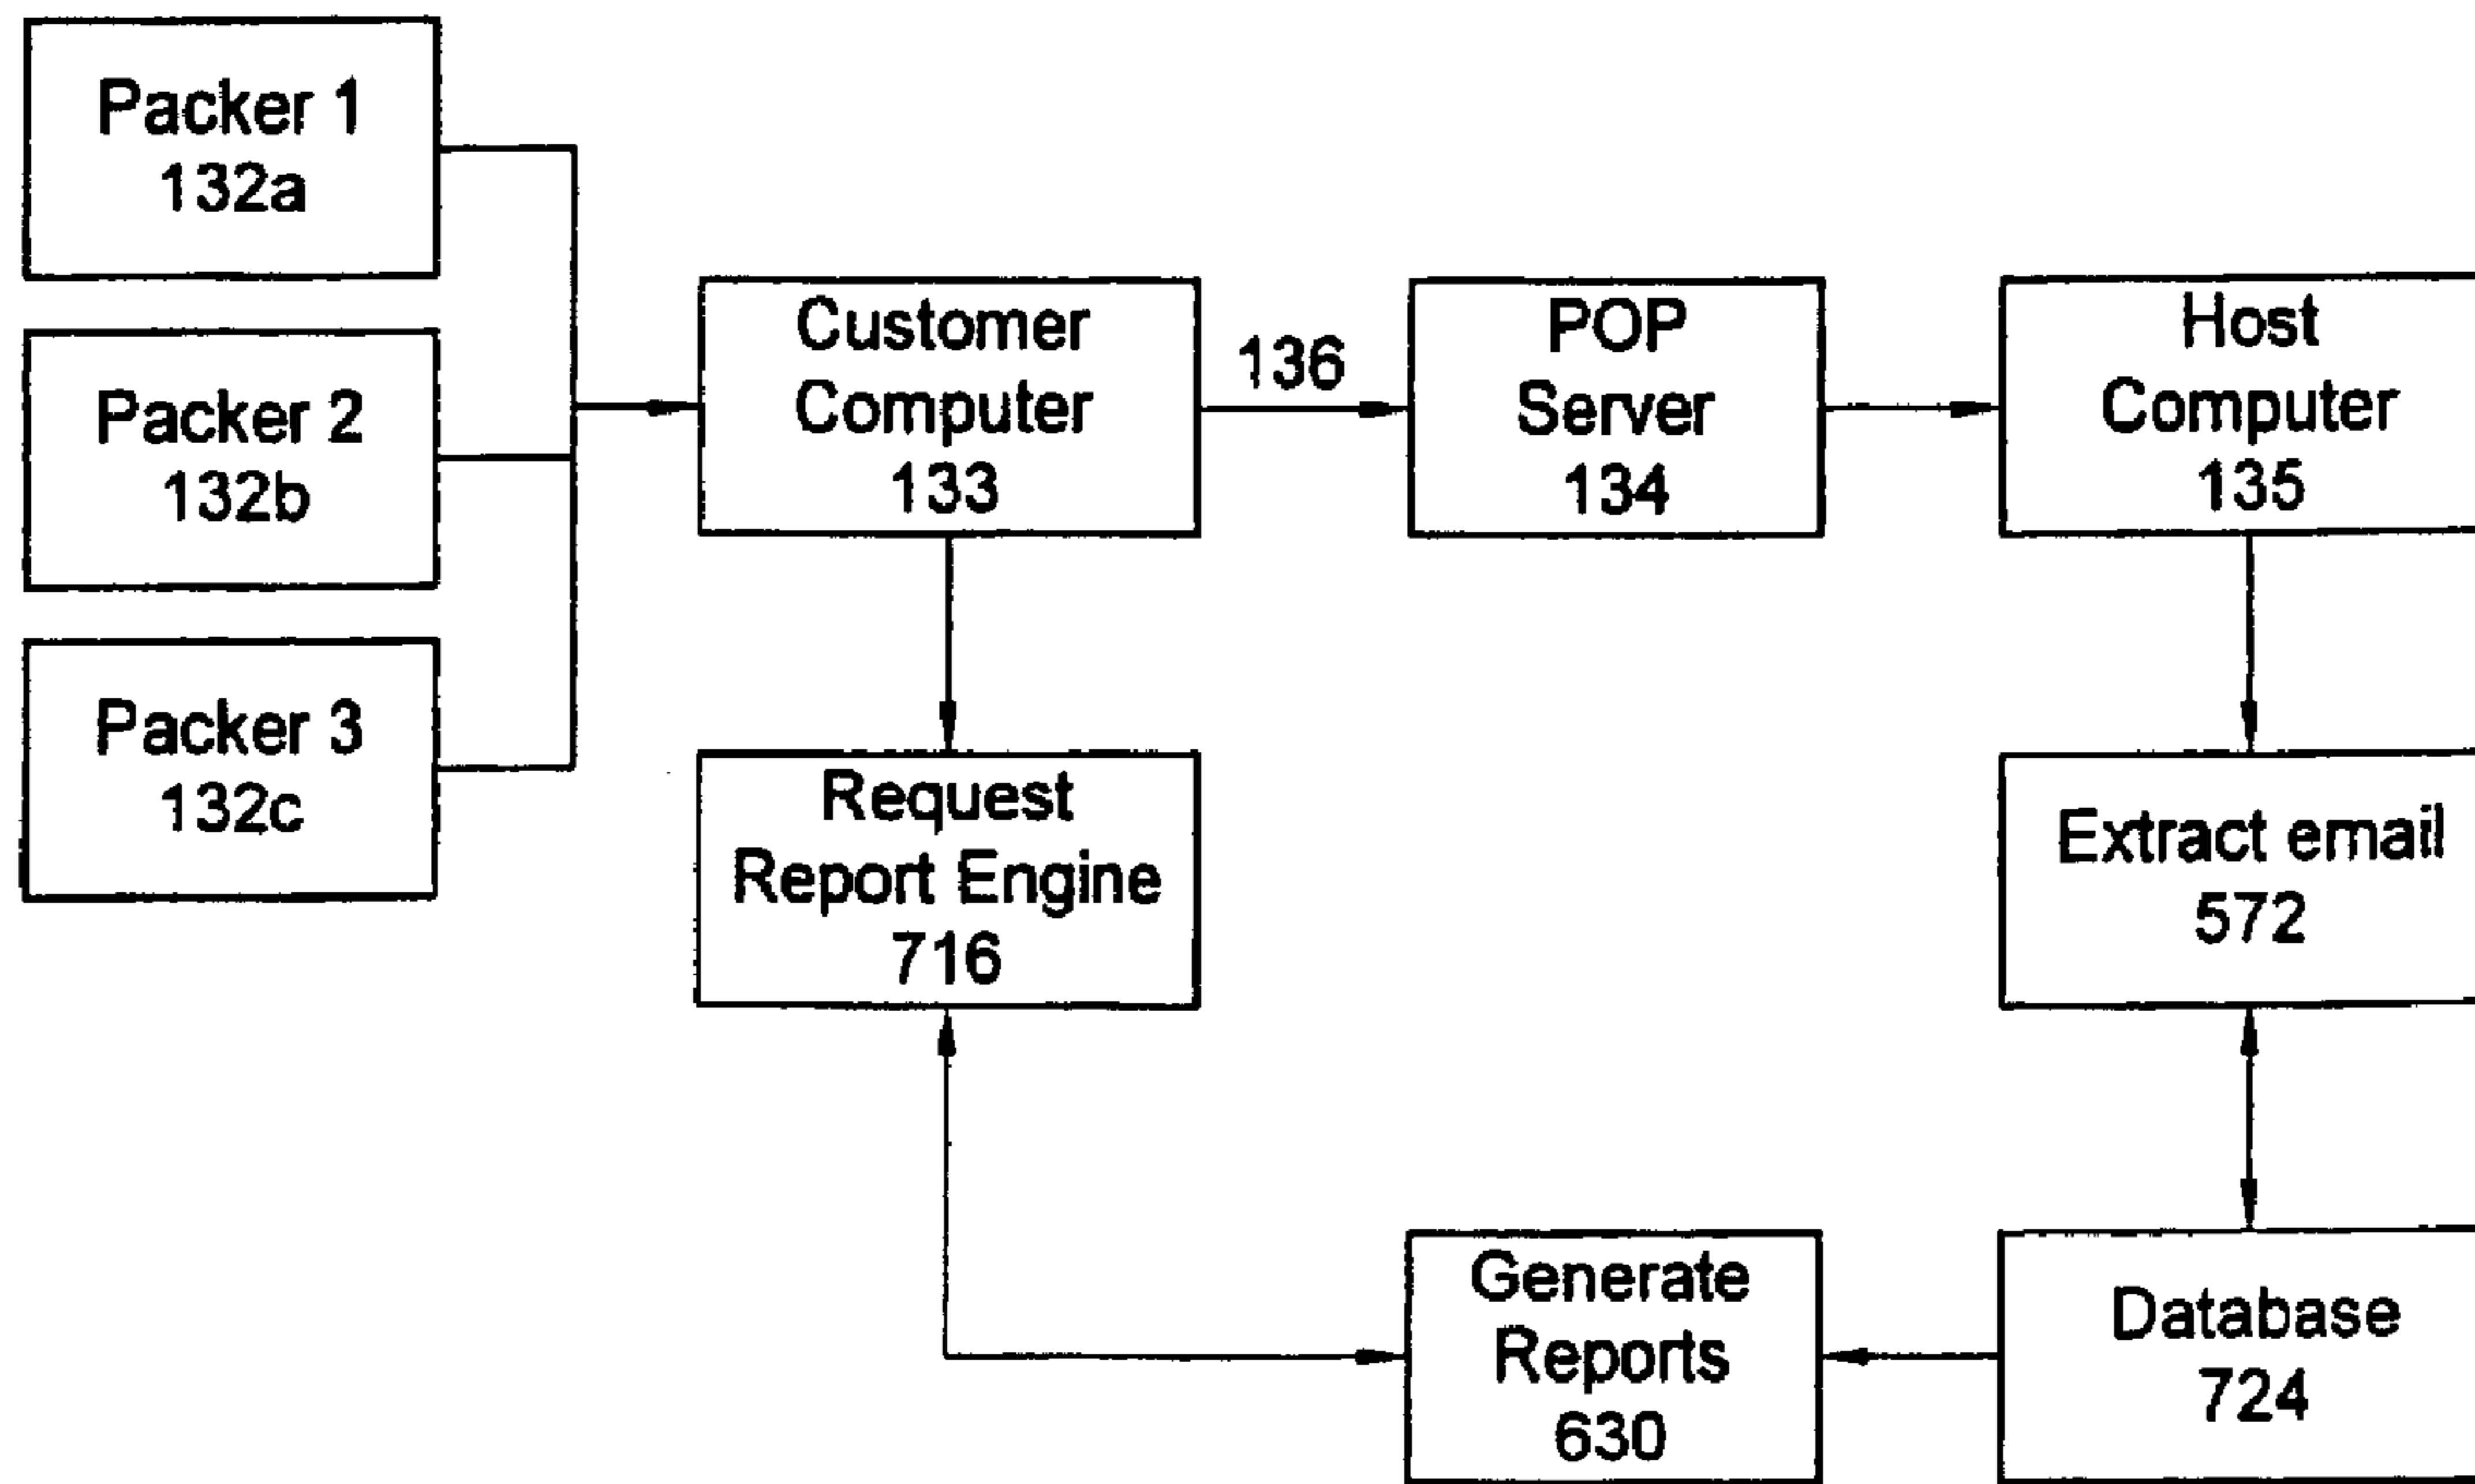 Packer 1
132a
Packer 2
132b
Packer 3
132c
Customer
Computer
133
136
POP
Server
134
Host
Computer
135
Request
Report Engine
716
Extract email
572
Generate
Reports
630
Database
724